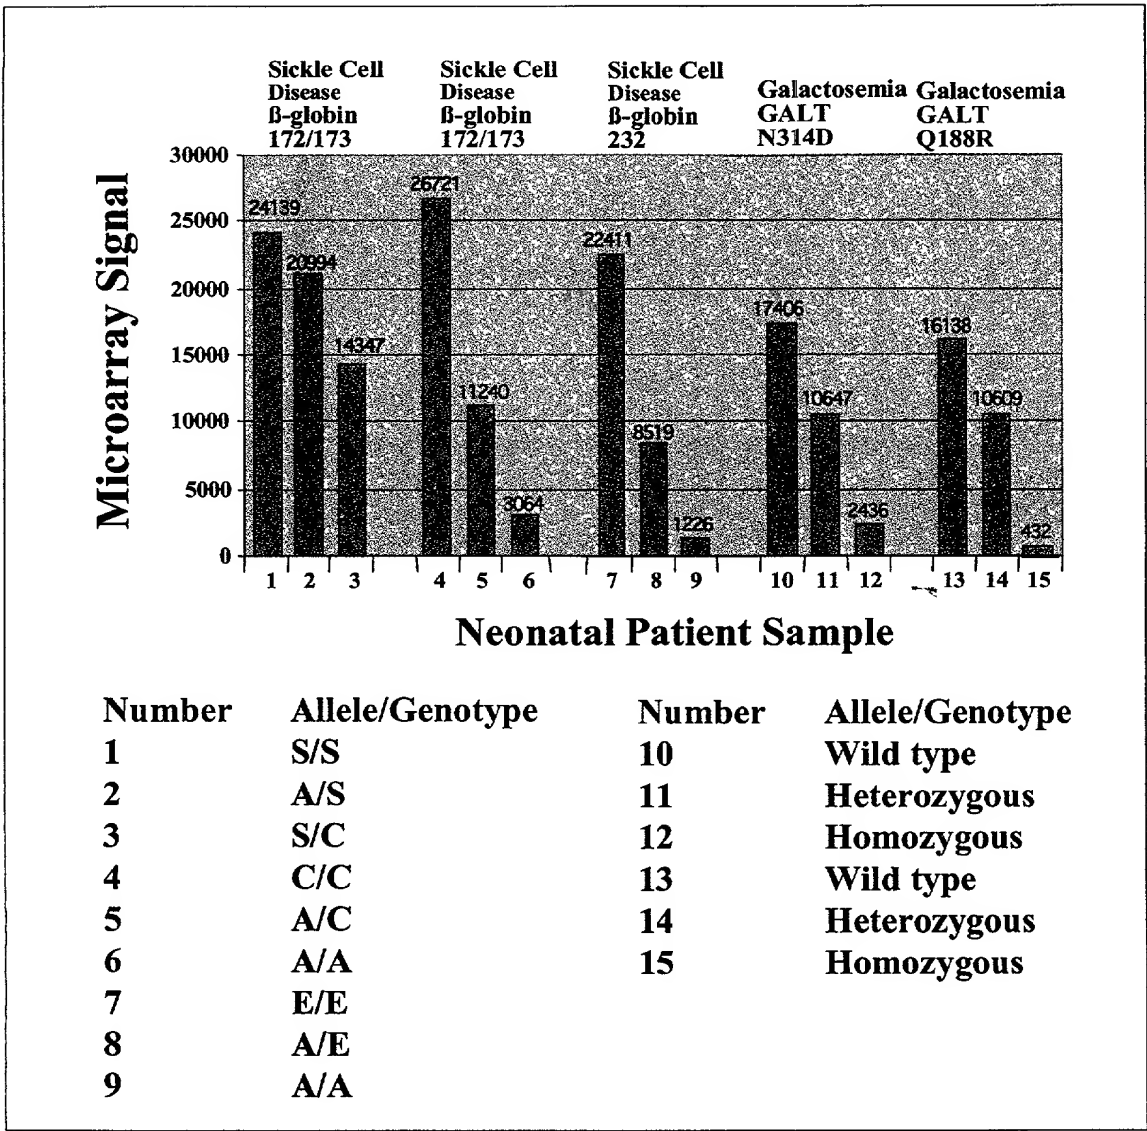 Sickle Cell
Disease
ß-globin
172/173
Sickle Cell
Disease
ß-globin
172/173
Sickle Cell
Disease
ß-globin
232
Galactosemia
GALT
N314D
Galactosemia
GALT
Q188R
Microarray Signal
30000
25000
20000
15000
10000
5000
0
24139
20994
14347
26721
11240
3064
22411
8519
1226
17406
10647
2436
16138
10609
432
1 2 3 4 5 6 7 8 9 10 11 12 13 14 15
Neonatal Patient Sample
Number Allele/Genotype
1 S/S
2 A/S
3 S/C
4 C/C
5 A/C
6 A/A
7 E/E
8 A/E
9 A/A
Number Allele/Genotype
10 Wild type
11 Heterozygous
12 Homozygous
13 Wild type
14 Heterozygous
15 Homozygous